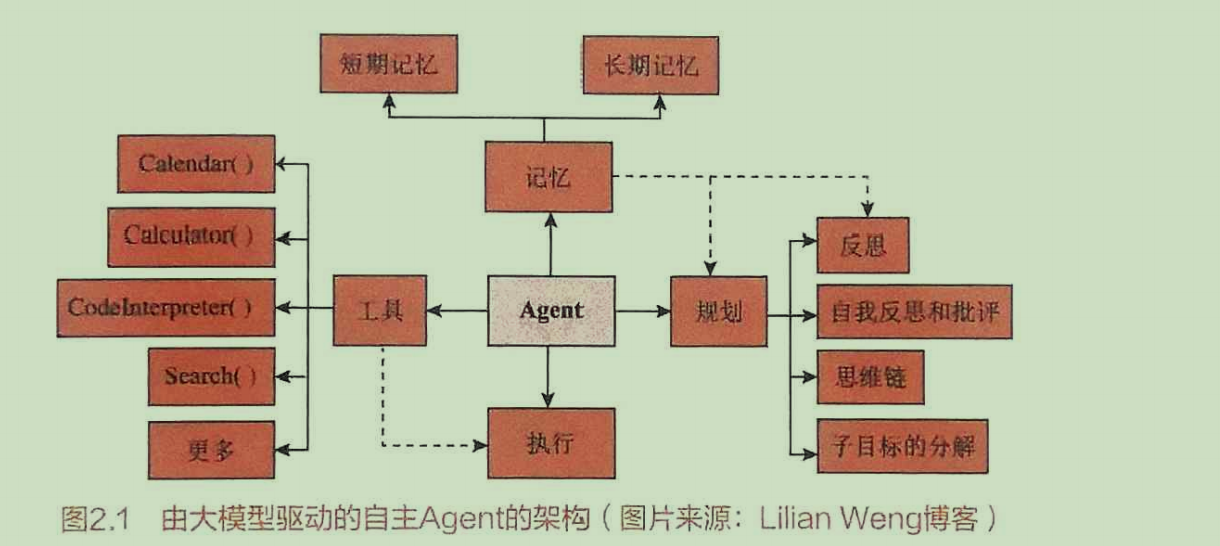 短期记忆
长期记忆
Calendar( )
记忆
Calculator( )
反思
CodeInterpreter( )
工具
Agent
规划
自我反思和批评
Search( )
思维链
更多
执行
子目标的分解
图2.1 由大模型驱动的自主Agent的架构（图片来源：Lilian Weng博客）